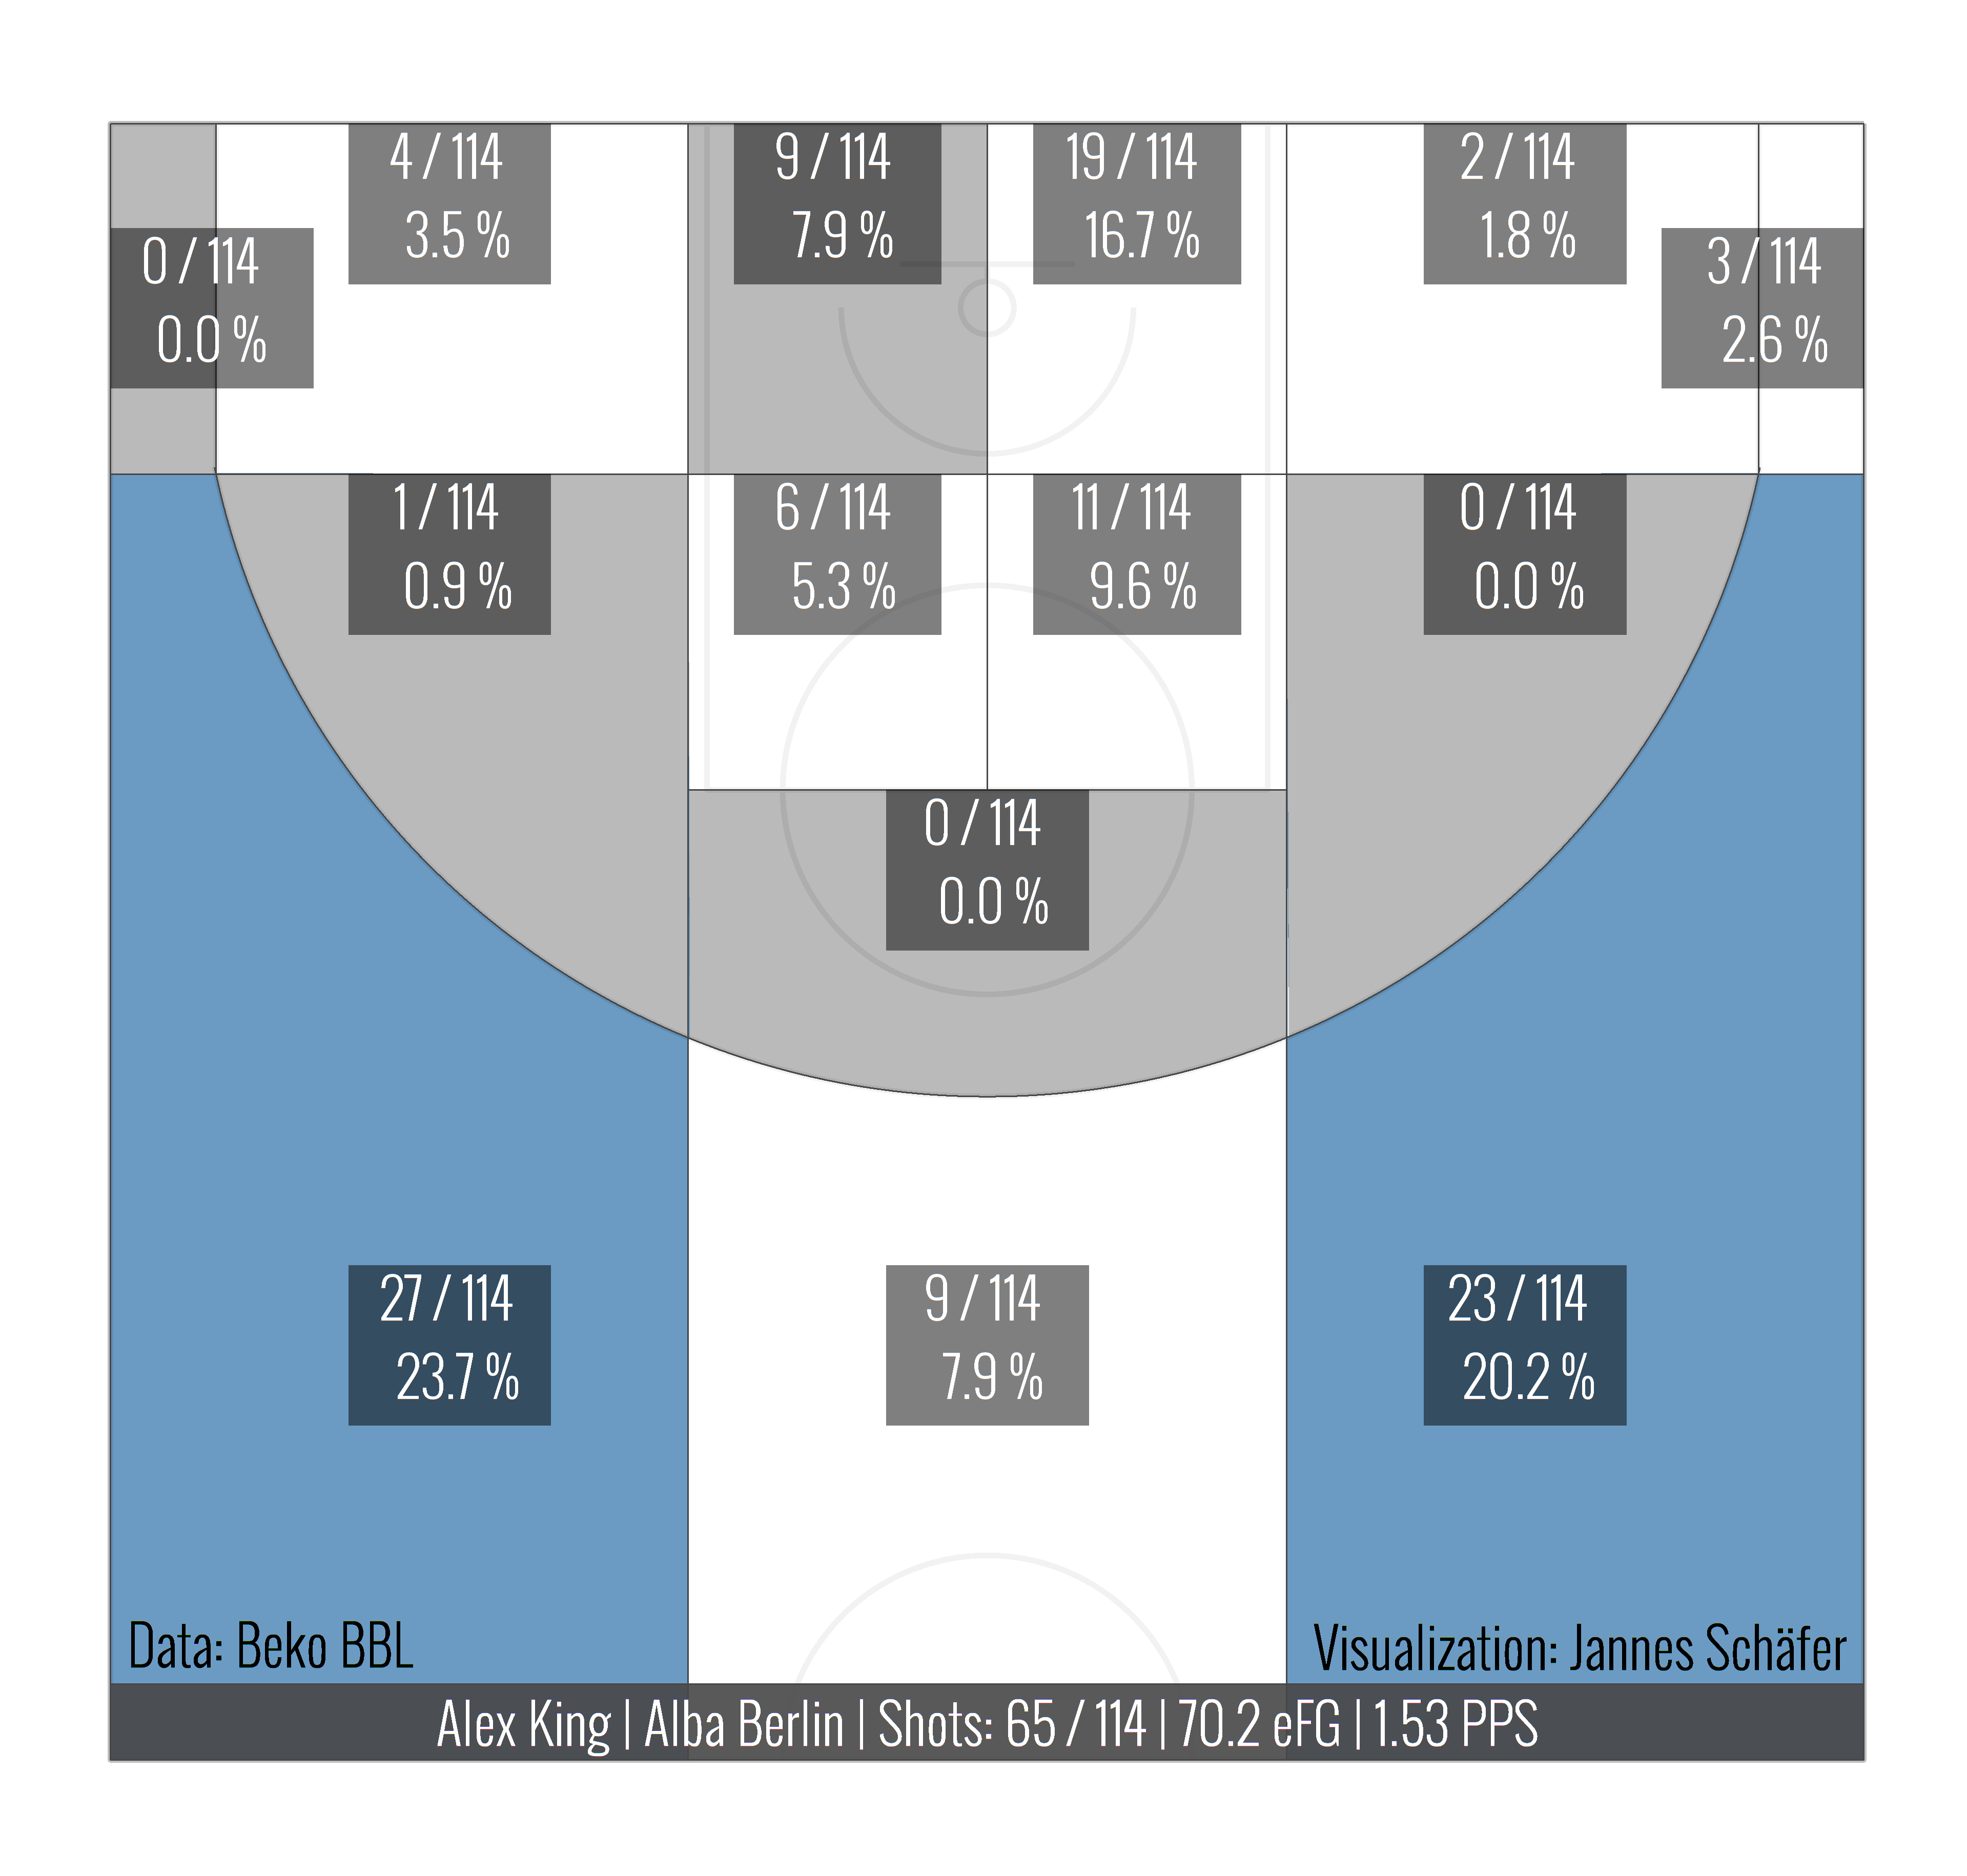 4 / 114
3.5 %
9 / 114
7.9 %
19 / 114
16.7 %
2 / 114
1.8 %
0 / 114
0.0 %
3 / 114
2.6 %
1 / 114
0.9 %
6 / 114
5.3 %
11 / 114
9.6 %
0 / 114
0.0 %
0 / 114
0.0 %
27 / 114
23.7 %
9 / 114
7.9 %
23 / 114
20.2 %
Data: Beko BBL
Visualization: Jannes Schäfer
Alex King | Alba Berlin | Shots: 65 / 114 | 70.2 eFG | 1.53 PPS